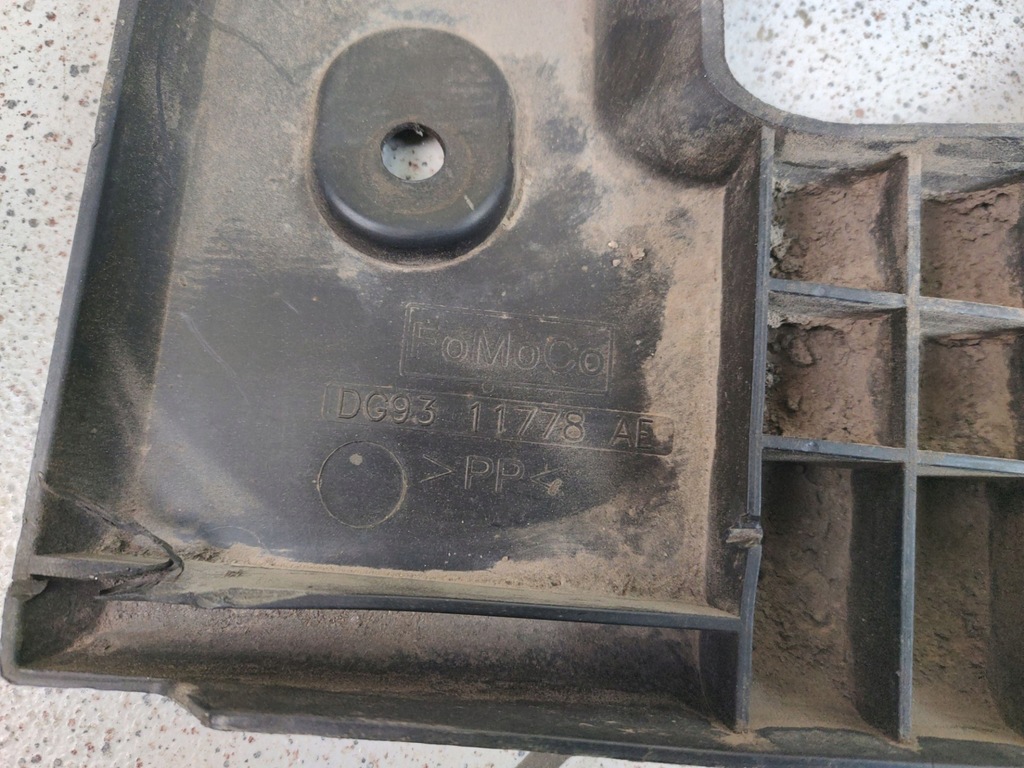 FoMoCo
DG93 11778 AE
>PP<